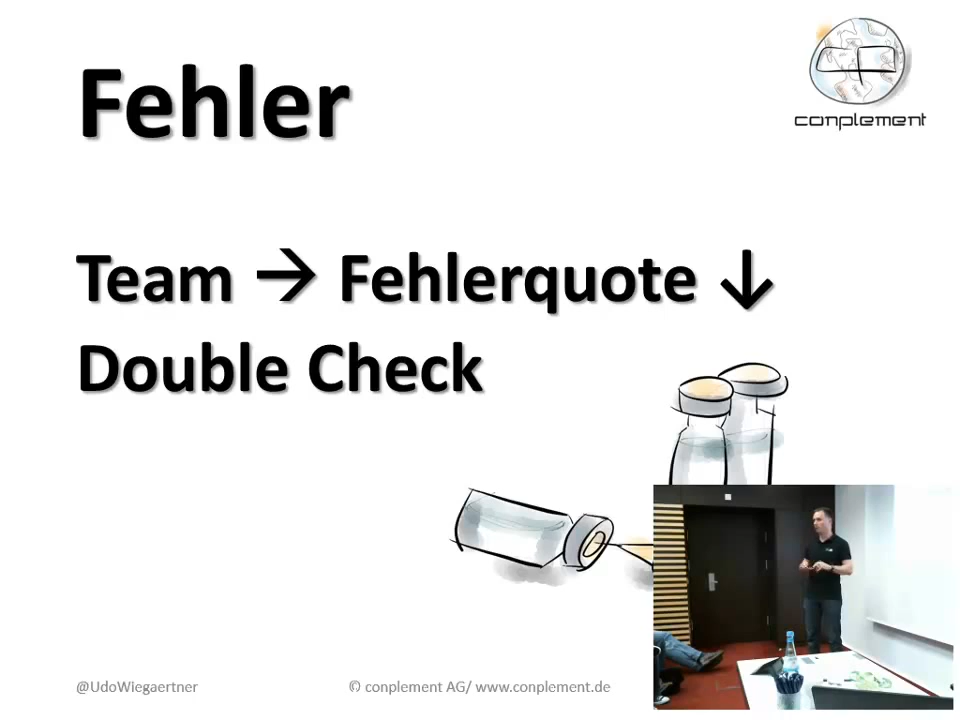 Fehler
conplement
Team → Fehlerquote ↓
Double Check
@UdoWiegaertner
© conplement AG/ www.conplement.de